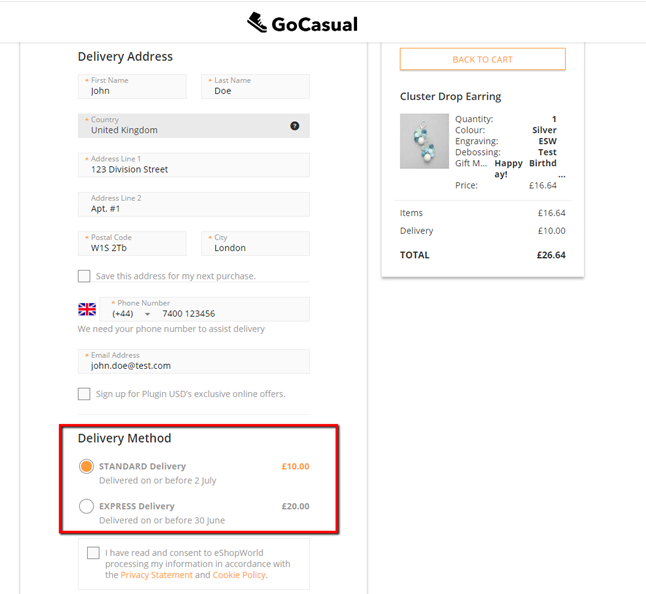 GoCasual
Delivery Address
* First Name
John
* Last Name
Doe
* Country
United Kingdom
?
* Address Line 1
123 Division Street
Address Line 2
Apt. #1
* Postal Code
W1S 2Tb
* City
London
Save this address for my next purchase.
* Phone Number
(+44) 7400 123456
We need your phone number to assist delivery
* Email Address
john.doe@test.com
Sign up for Plugin USD's exclusive online offers.
Delivery Method
STANDARD Delivery £10.00
Delivered on or before 2 July
EXPRESS Delivery £20.00
Delivered on or before 30 June
I have read and consent to eShopWorld
processing my information in accordance with
the Privacy Statement and Cookie Policy.
BACK TO CART
Cluster Drop Earring
Quantity: 1
Colour: Silver
Engraving: ESW
Debossing: Test
Gift M... Happy Birthd
ay! ...
Price: £16.64
Items £16.64
Delivery £10.00
TOTAL £26.64